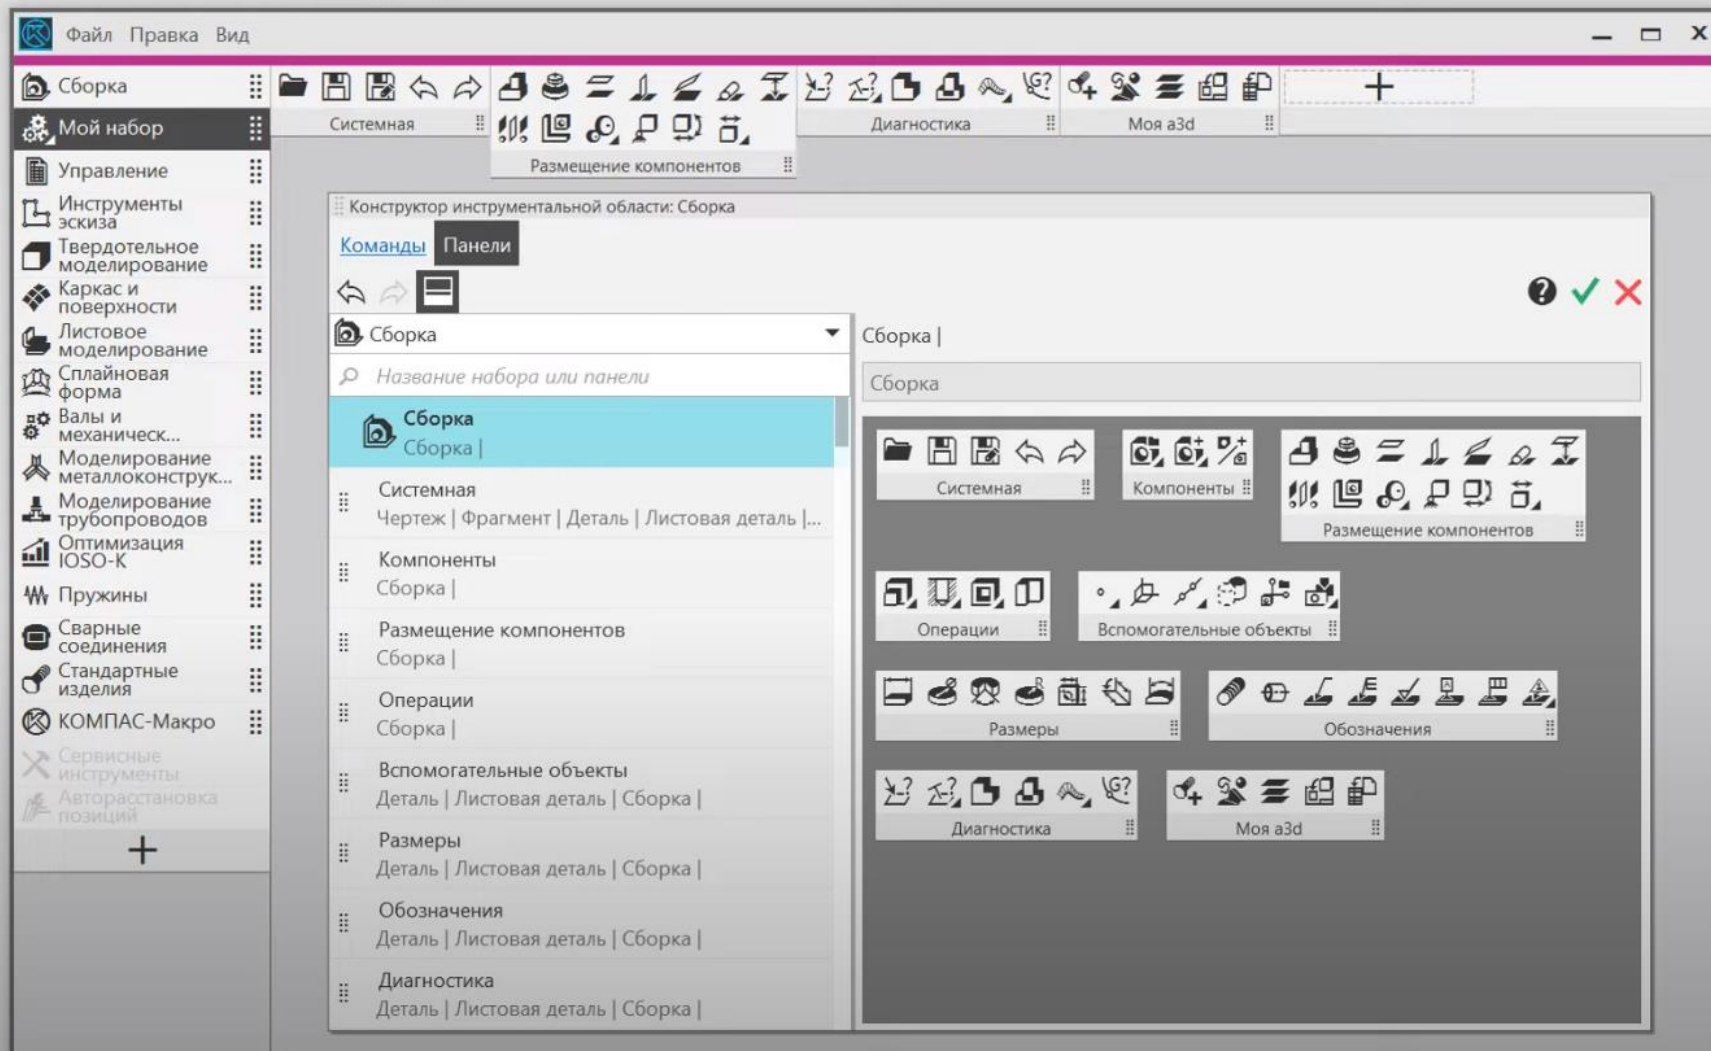 Файл Правка Вид
Сборка
Мой набор
Управление
Инструменты
эскиза
Твердотельное
моделирование
Каркас и
поверхности
Листовое
моделирование
Сплайновая
форма
Валы и
механическ...
Моделирование
металлоконструк...
Моделирование
трубопроводов
Оптимизация
IOSO-K
Пружины
Сварные
соединения
Стандартные
изделия
КОМПАС-Макро
Сервисные
инструменты
Авторасстановка
позиций
Системная
Размещение компонентов
Диагностика
Моя a3d
Конструктор инструментальной области: Сборка
Команды Панели
Сборка
Название набора или панели
Сборка
Сборка |
Системная
Чертеж | Фрагмент | Деталь | Листовая деталь |...
Компоненты
Сборка |
Размещение компонентов
Сборка |
Операции
Сборка |
Вспомогательные объекты
Деталь | Листовая деталь | Сборка |
Размеры
Деталь | Листовая деталь | Сборка |
Обозначения
Деталь | Листовая деталь | Сборка |
Диагностика
Деталь | Листовая деталь | Сборка |
Сборка |
Сборка
Системная
Компоненты
Размещение компонентов
Операции
Вспомогательные объекты
Размеры
Обозначения
Диагностика
Моя a3d